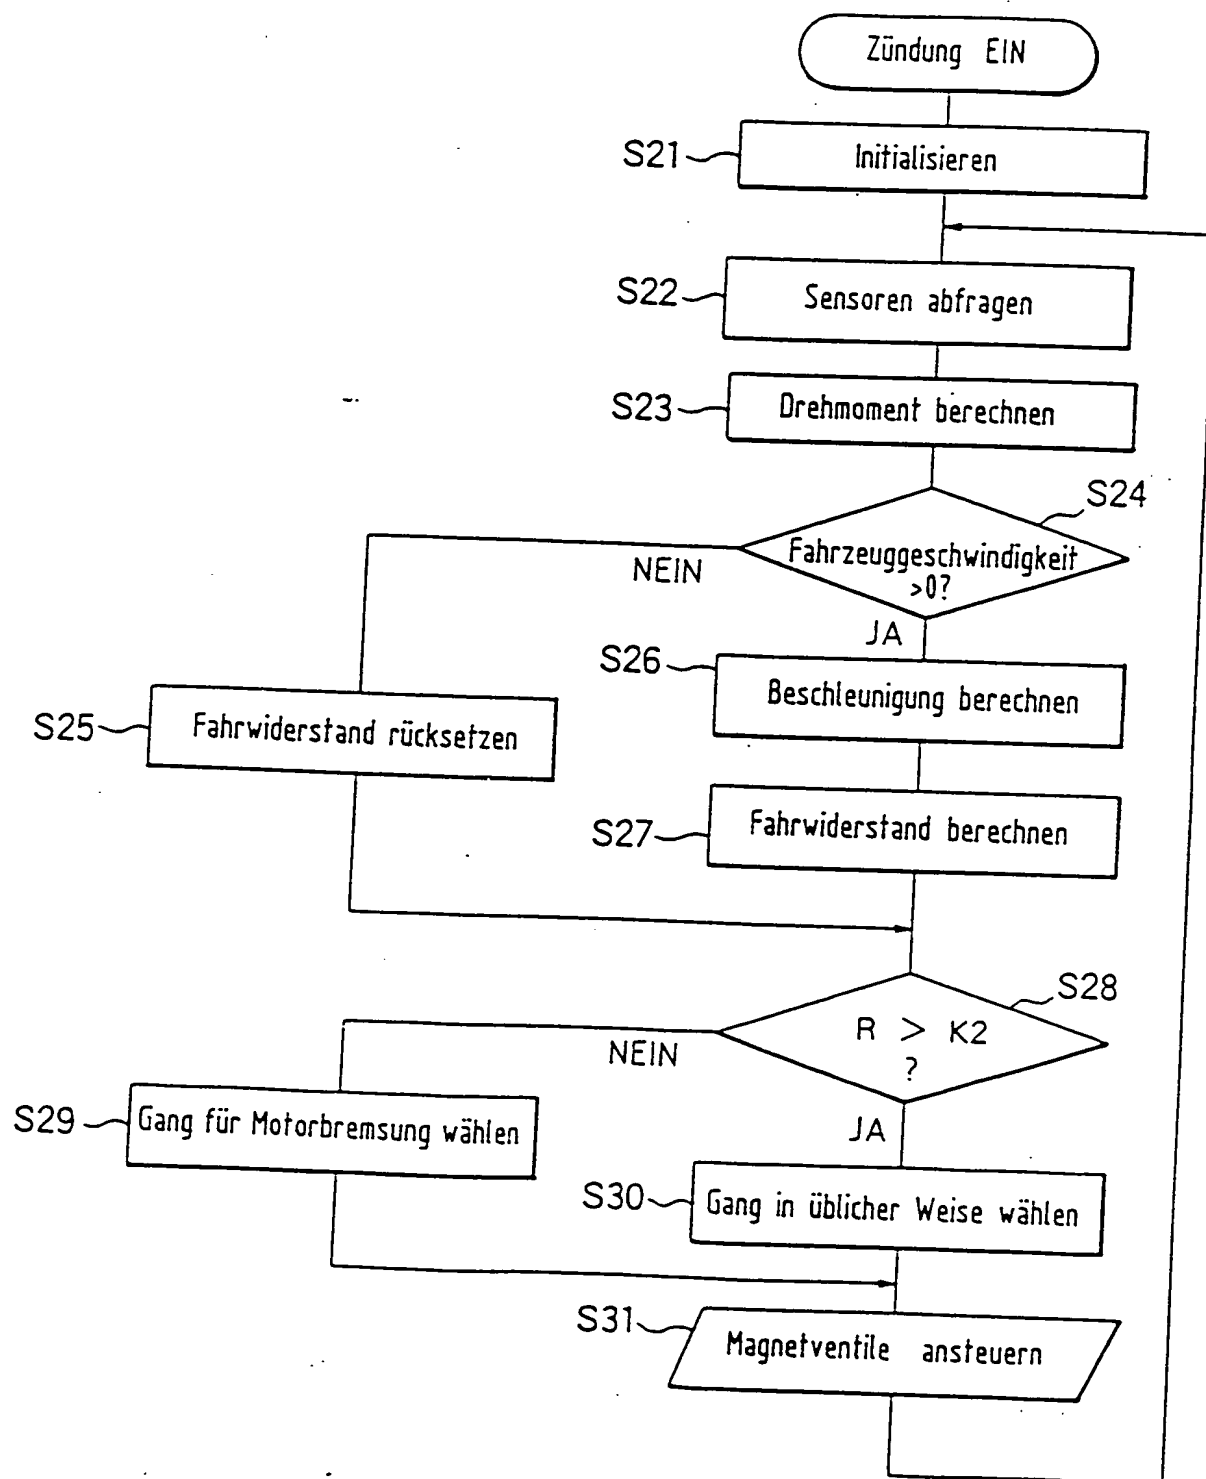 Zündung EIN
S21
Initialisieren
S22
Sensoren abfragen
S23
Drehmoment berechnen
S24
Fahrzeuggeschwindigkeit
>0?
NEIN
JA
S26
Beschleunigung berechnen
S25
Fahrwiderstand rücksetzen
S27
Fahrwiderstand berechnen
S28
R > K2
?
NEIN
JA
S29
Gang für Motorbremsung wählen
S30
Gang in üblicher Weise wählen
S31
Magnetventile ansteuern